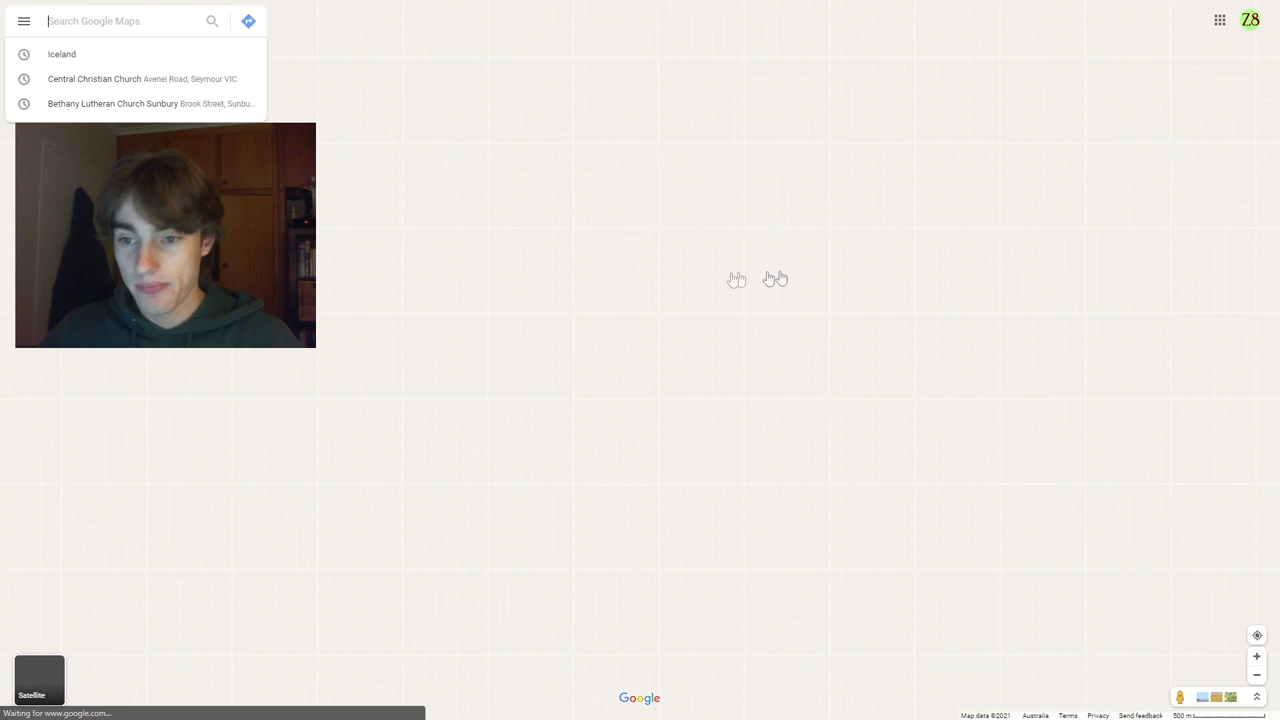 Search Google Maps
Z8
Iceland
Central Christian Church Avenel Road, Seymour VIC
Bethany Lutheran Church Sunbury Brook Street, Sunbu...
Satellite
Google
Waiting for www.google.com...
Map data ©2021 Australia Terms Privacy Send feedback 500 m